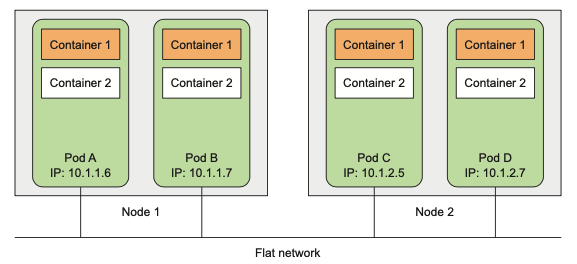 Container 1
Container 2
Pod A
IP: 10.1.1.6
Container 1
Container 2
Pod B
IP: 10.1.1.7
Node 1
Container 1
Container 2
Pod C
IP: 10.1.2.5
Container 1
Container 2
Pod D
IP: 10.1.2.7
Node 2
Flat network